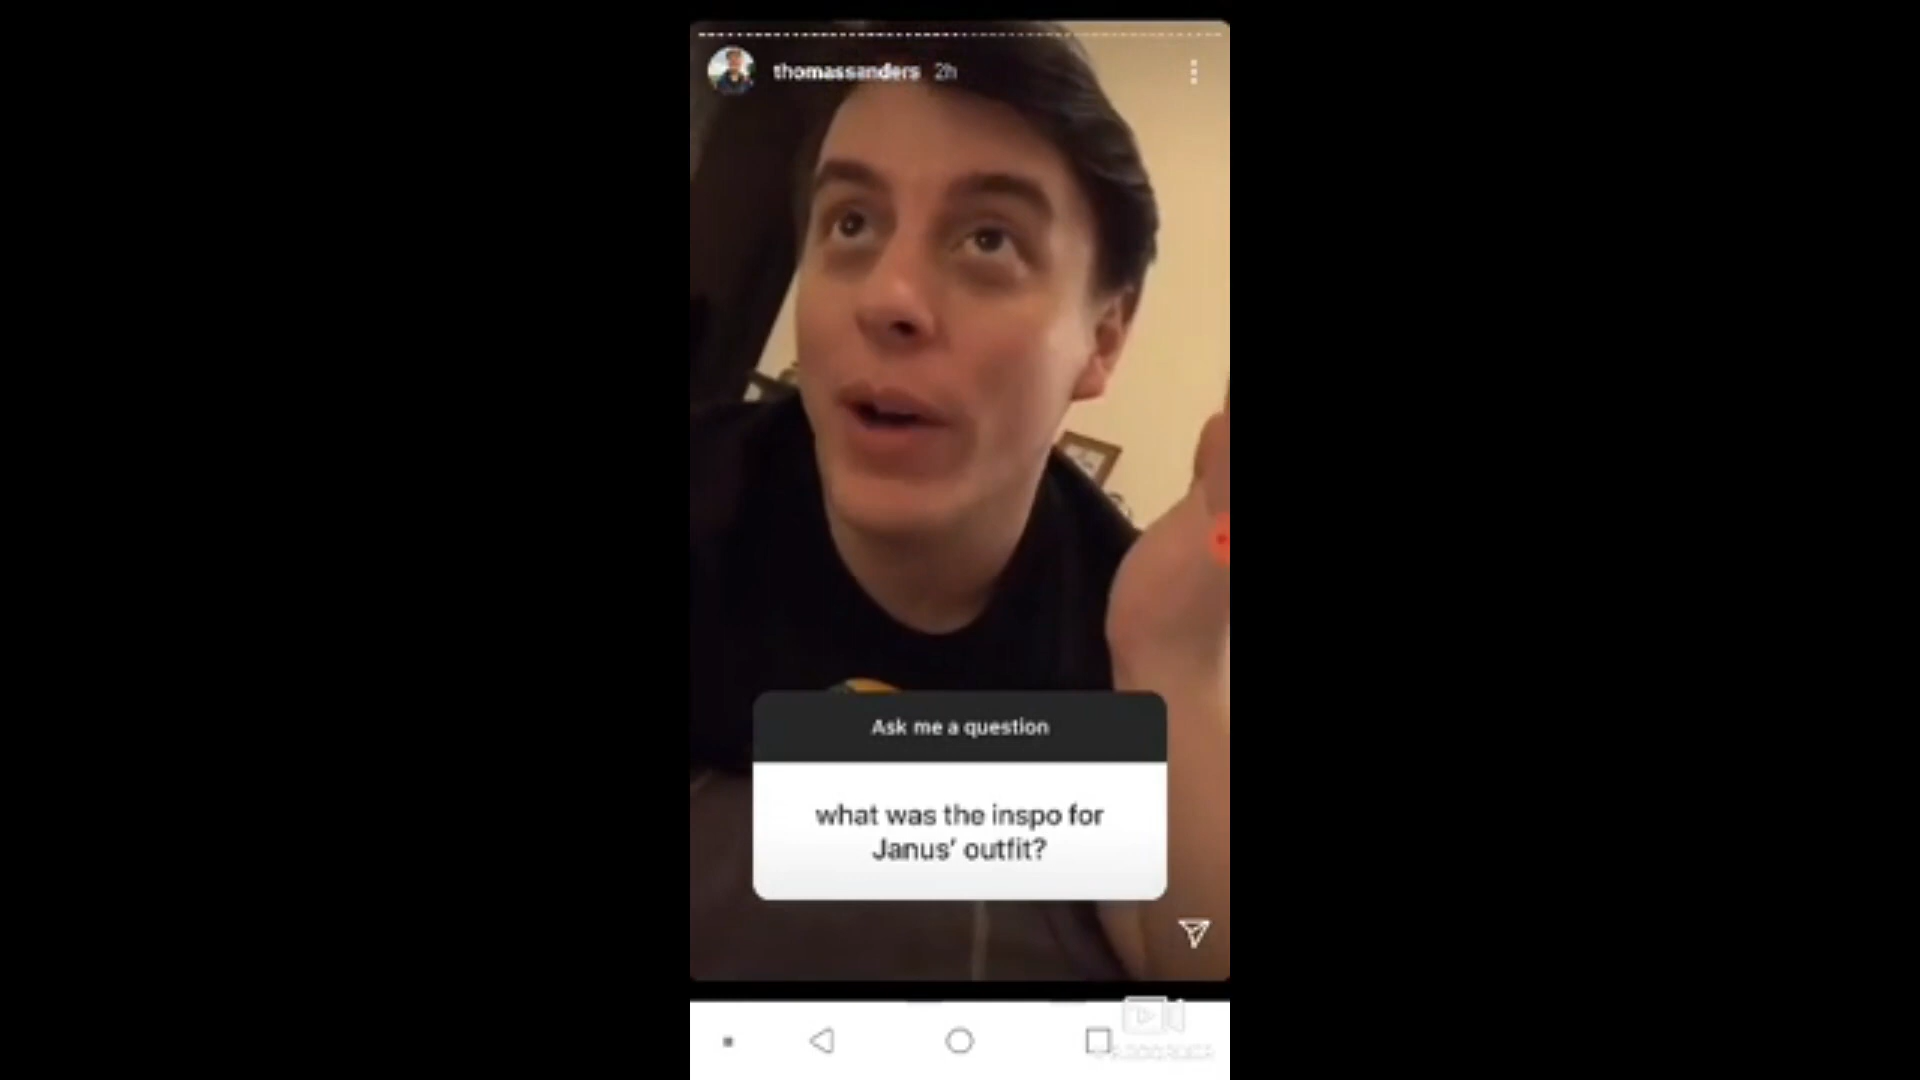 thomassanders 2h
Ask me a question
what was the inspo for
Janus' outfit?